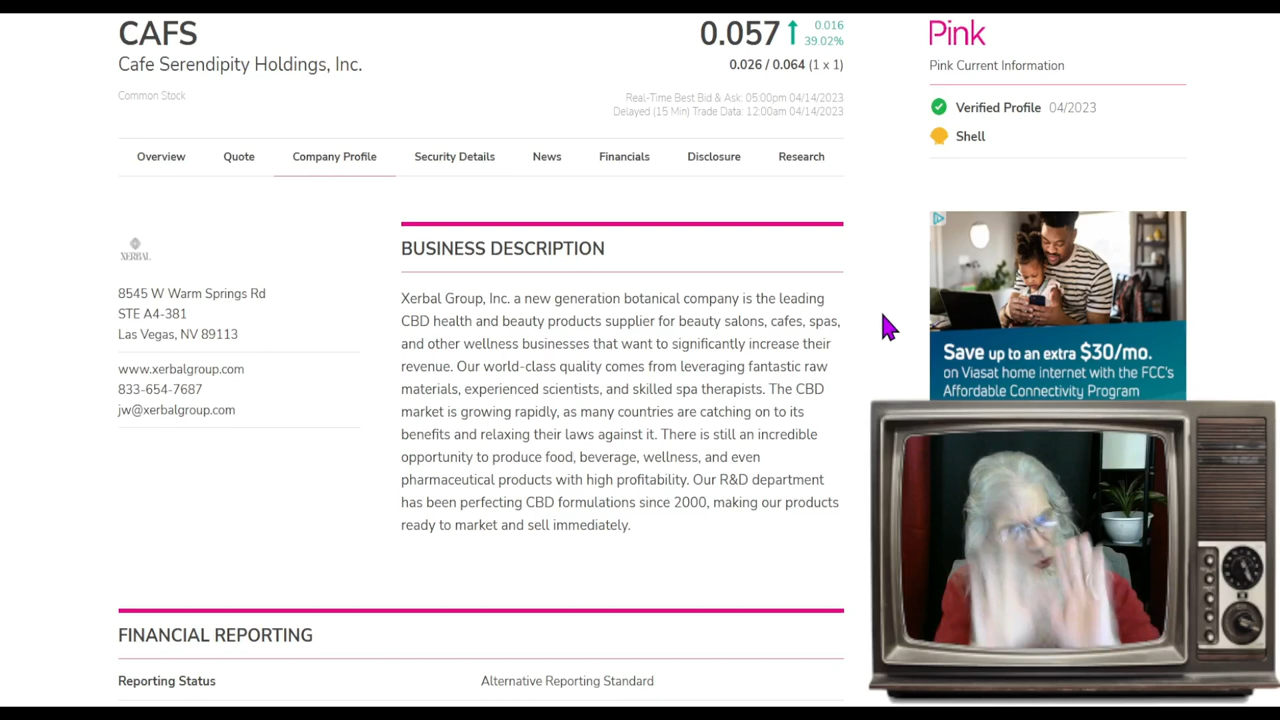 CAFS
Cafe Serendipity Holdings, Inc.
Common Stock
0.057
0.016
39.02%
0.026 / 0.064 (1 x 1)
Real-Time Best Bid & Ask: 05:00pm 04/14/2023
Delayed (15 Min) Trade Data: 12:00am 04/14/2023
Pink
Pink Current Information
Verified Profile 04/2023
Shell
Overview Quote Company Profile Security Details News Financials Disclosure Research
XERBAL
8545 W Warm Springs Rd
STE A4-381
Las Vegas, NV 89113
www.xerbalgroup.com
833-654-7687
jw@xerbalgroup.com
BUSINESS DESCRIPTION
Xerbal Group, Inc. a new generation botanical company is the leading
CBD health and beauty products supplier for beauty salons, cafes, spas,
and other wellness businesses that want to significantly increase their
revenue. Our world-class quality comes from leveraging fantastic raw
materials, experienced scientists, and skilled spa therapists. The CBD
market is growing rapidly, as many countries are catching on to its
benefits and relaxing their laws against it. There is still an incredible
opportunity to produce food, beverage, wellness, and even
pharmaceutical products with high profitability. Our R&D department
has been perfecting CBD formulations since 2000, making our products
ready to market and sell immediately.
Save up to an extra $30/mo.
on Viasat home internet with the FCC's
Affordable Connectivity Program
FINANCIAL REPORTING
Reporting Status Alternative Reporting Standard